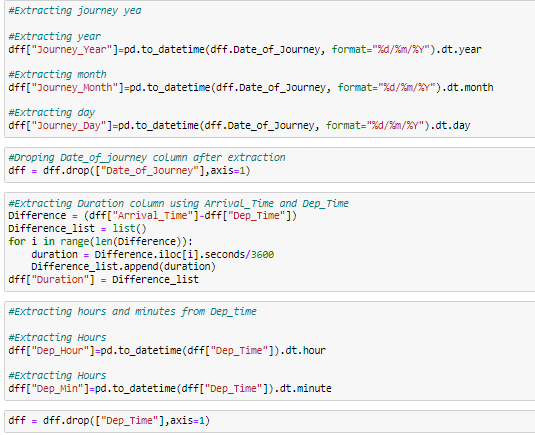 #Extracting journey yea
#Extracting year
dff["Journey_Year"]=pd.to_datetime(dff.Date_of_Journey, format="%d/%m/%Y").dt.year
#Extracting month
dff["Journey_Month"]=pd.to_datetime(dff.Date_of_Journey, format="%d/%m/%Y").dt.month
#Extracting day
dff["Journey_Day"]=pd.to_datetime(dff.Date_of_Journey, format="%d/%m/%Y").dt.day
#Droping Date_of_journey column after extraction
dff = dff.drop(["Date_of_Journey"],axis=1)
#Extracting Duration column using Arrival_Time and Dep_Time
Difference = (dff["Arrival_Time"]-dff["Dep_Time"])
Difference_list = list()
for i in range(len(Difference)):
    duration = Difference.iloc[i].seconds/3600
    Difference_list.append(duration)
dff["Duration"] = Difference_list
#Extracting hours and minutes from Dep_time
#Extracting Hours
dff["Dep_Hour"]=pd.to_datetime(dff["Dep_Time"]).dt.hour
#Extracting Hours
dff["Dep_Min"]=pd.to_datetime(dff["Dep_Time"]).dt.minute
dff = dff.drop(["Dep_Time"],axis=1)